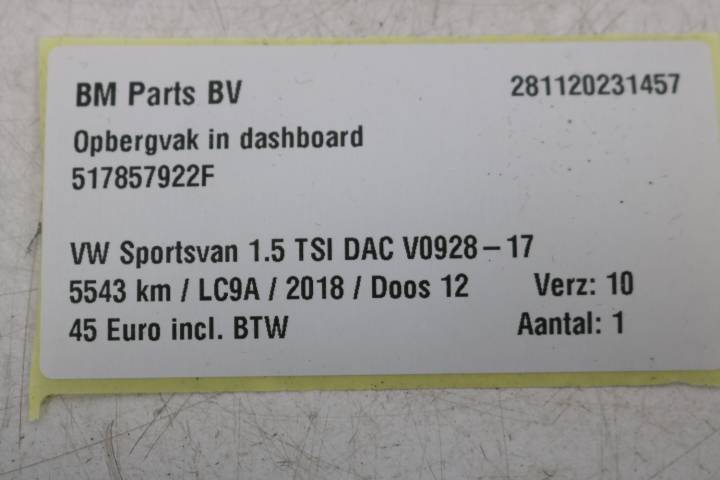 BM Parts BV 281120231457
Opbergvak in dashboard
517857922F
VW Sportsvan 1.5 TSI DAC V0928-17
5543 km / LC9A / 2018 / Doos 12 Verz: 10
45 Euro incl. BTW Aantal: 1